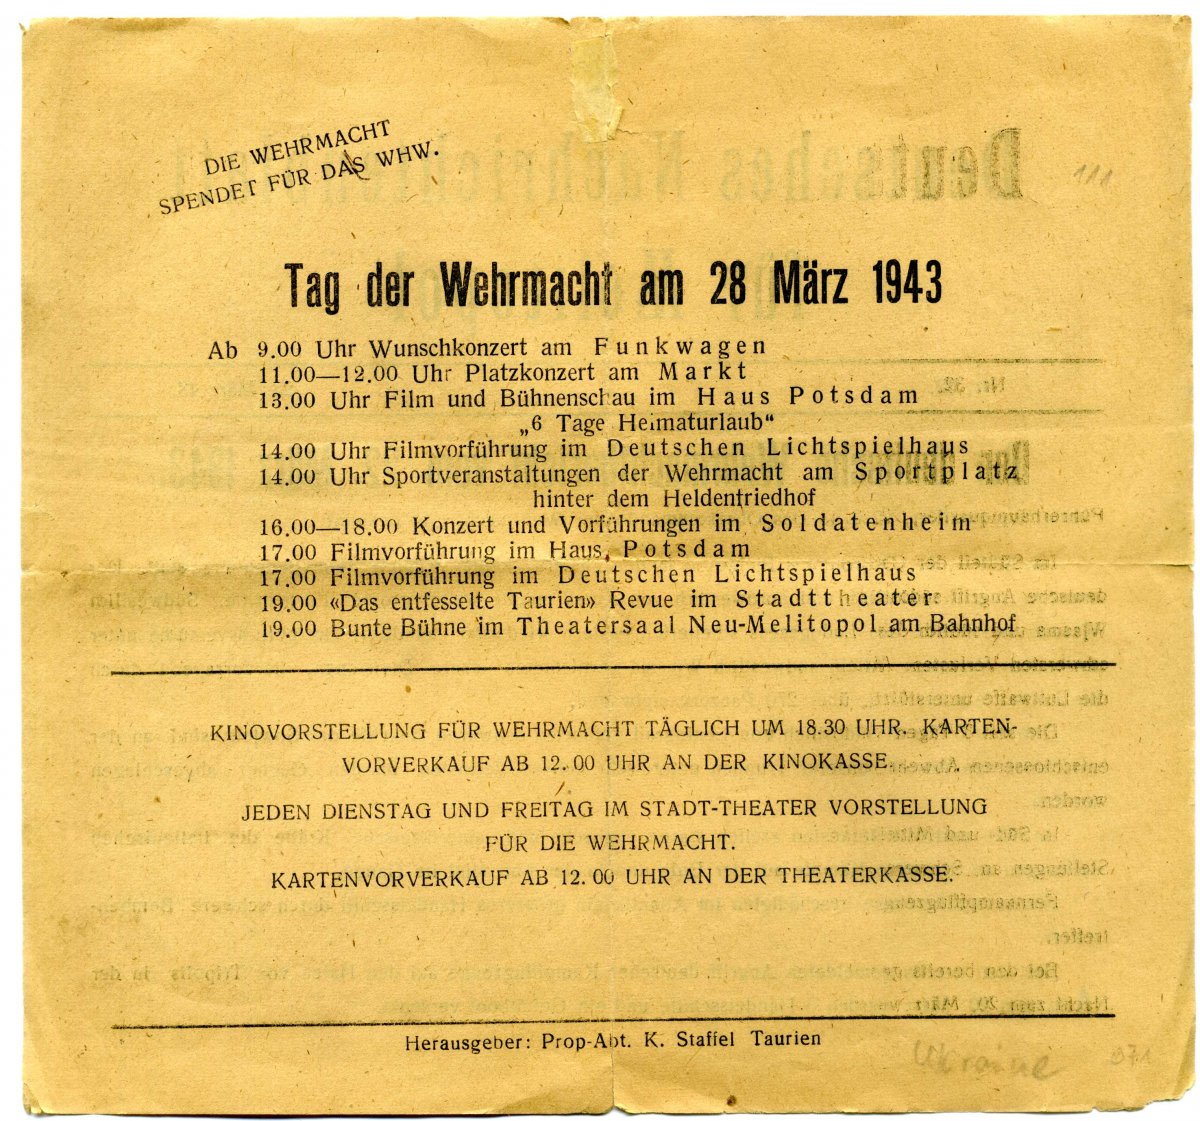 DIE WEHRMACHT
SPENDET FÜR DAS WHW.
111
Tag der Wehrmacht am 28 März 1943
Ab 9.00 Uhr Wunschkonzert am Funkwagen
11.00—12.00 Uhr Platzkonzert am Markt
13.00 Uhr Film und Bühnenschau im Haus Potsdam
„6 Tage Heimaturlaub“
14.00 Uhr Filmvorführung im Deutschen Lichtspielhaus
14.00 Uhr Sportveranstaltungen der Wehrmacht am Sportplatz
hinter dem Heldenfriedhof
16.00—18.00 Konzert und Vorführungen im Soldatenheim
17.00 Filmvorführung im Haus Potsdam
17.00 Filmvorführung im Deutschen Lichtspielhaus
19.00 «Das entfesselte Taurien» Revue im Stadttheater
19.00 Bunte Bühne im Theatersaal Neu-Melitopol am Bahnhof
KINOVORSTELLUNG FÜR WEHRMACHT TÄGLICH UM 18.30 UHR. KARTEN-
VORVERKAUF AB 12.00 UHR AN DER KINOKASSE.
JEDEN DIENSTAG UND FREITAG IM STADT-THEATER VORSTELLUNG
FÜR DIE WEHRMACHT.
KARTENVORVERKAUF AB 12.00 UHR AN DER THEATERKASSE.
Herausgeber: Prop-Abt. K. Staffel Taurien
Ukraine 071